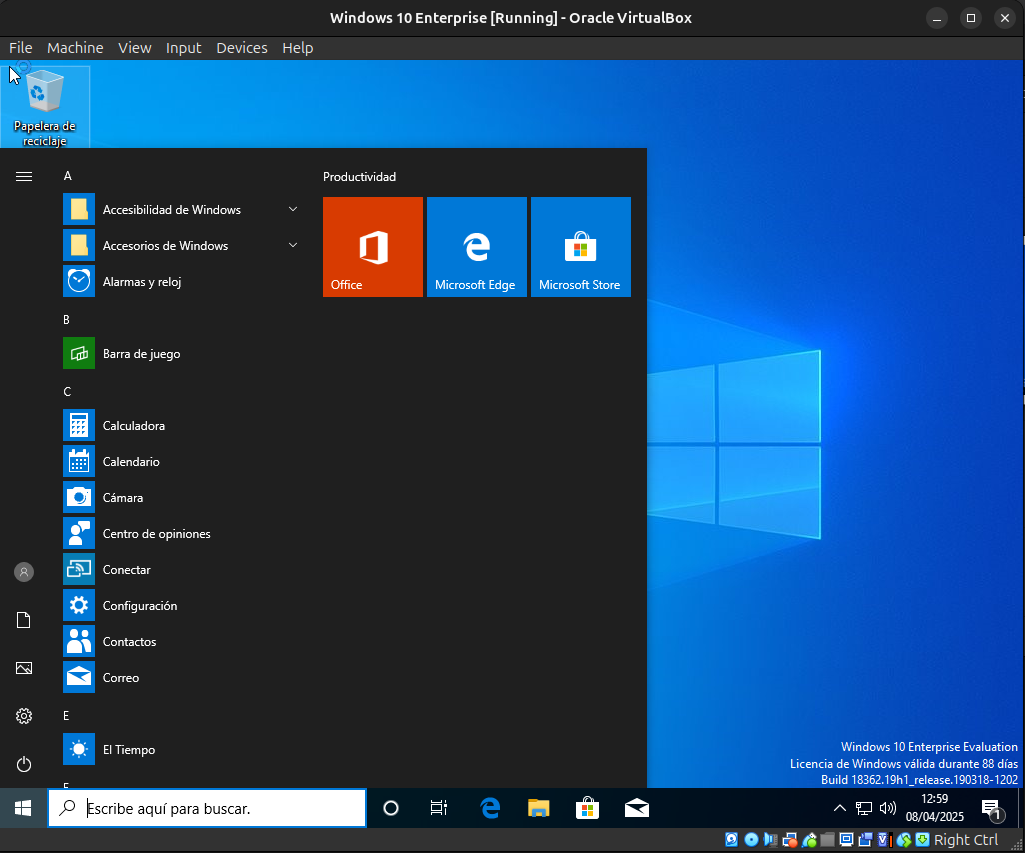 Windows 10 Enterprise [Running] - Oracle VirtualBox
File Machine View Input Devices Help
Papelera de
reciclaje
A
Accesibilidad de Windows
Accesorios de Windows
Alarmas y reloj
B
Barra de juego
C
Calculadora
Calendario
Cámara
Centro de opiniones
Conectar
Configuración
Contactos
Correo
E
El Tiempo
Productividad
Office
Microsoft Edge
Microsoft Store
Windows 10 Enterprise Evaluation
Licencia de Windows válida durante 88 días
Build 18362.19h1_release.190318-1202
Escribe aquí para buscar.
12:59
08/04/2025
1
Right Ctrl